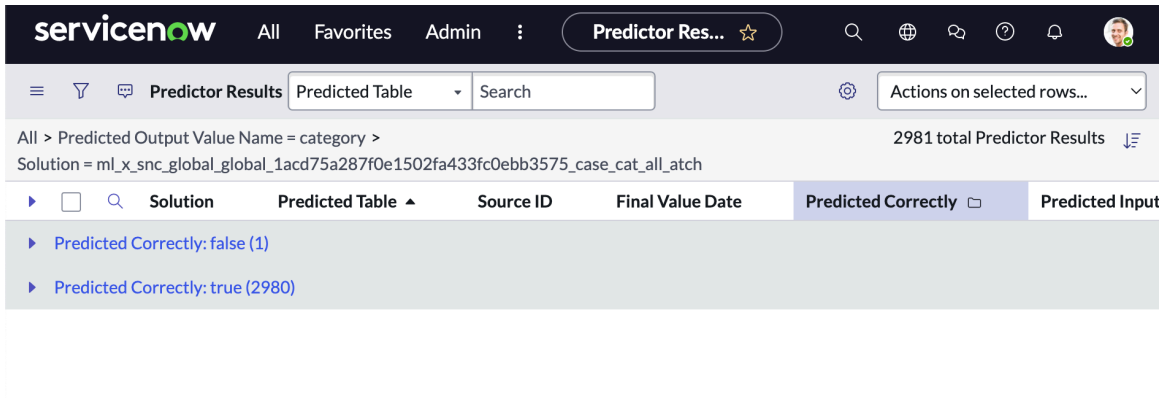 servicenow All Favorites Admin Predictor Res...
Predictor Results Predicted Table Search Actions on selected rows...
All > Predicted Output Value Name = category > 2981 total Predictor Results
Solution = ml_x_snc_global_global_1acd75a287f0e1502fa433fc0ebb3575_case_cat_all_atch
Solution Predicted Table Source ID Final Value Date Predicted Correctly Predicted Input
Predicted Correctly: false (1)
Predicted Correctly: true (2980)